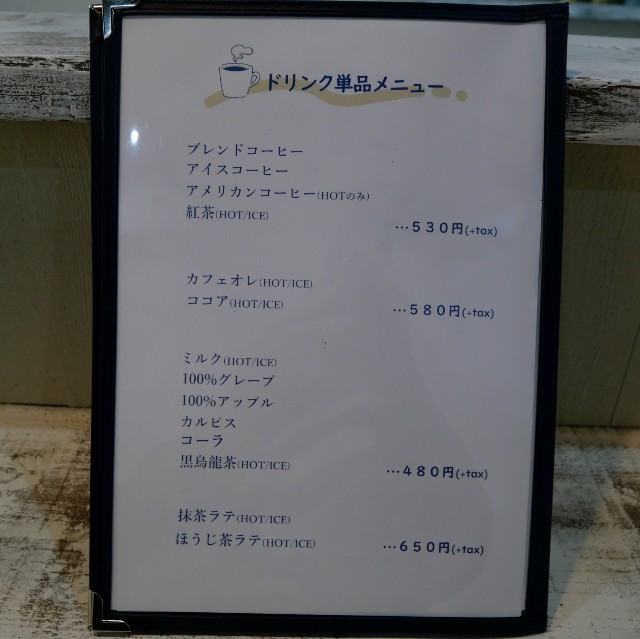 ドリンク単品メニュー
ブレンドコーヒー
アイスコーヒー
アメリカンコーヒー(HOTのみ)
紅茶(HOT/ICE)
…530円(+tax)
カフェオレ(HOT/ICE)
ココア(HOT/ICE)
…580円(+tax)
ミルク(HOT/ICE)
100%グレープ
100%アップル
カルピス
コーラ
黒烏龍茶(HOT/ICE)
…480円(+tax)
抹茶ラテ(HOT/ICE)
ほうじ茶ラテ(HOT/ICE)
…650円(+tax)